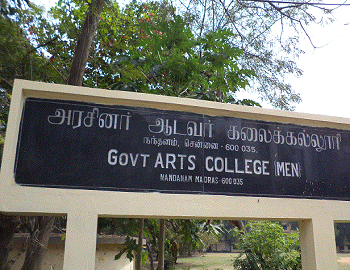 அரசினர் ஆடவர் கலைக்கல்லூரி
நந்தனம், சென்னை - 600 035.
GOVT ARTS COLLEGE (MEN)
NANDANAM MADRAS-600 035